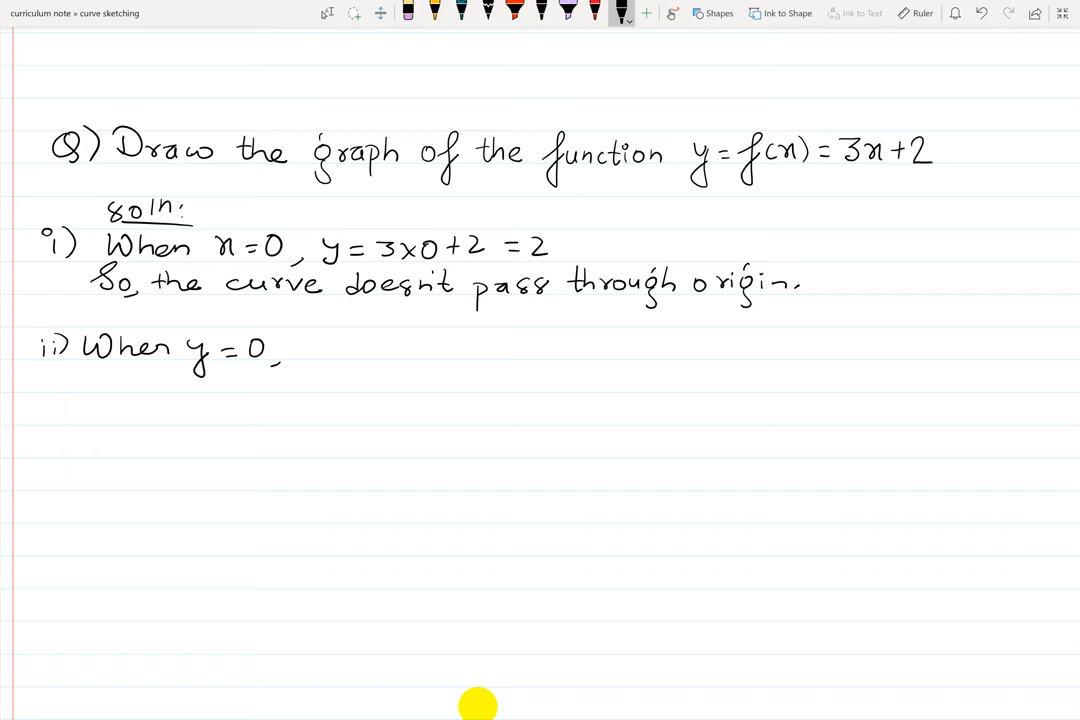 curriculum note » curve sketching
Shapes Ink to Shape Ink to Text Ruler
Q) Draw the graph of the function y = f(x) = 3x+2
soln:
i) When x=0, y = 3×0+2 = 2
So, the curve doesn't pass through origin.
ii) When y = 0,